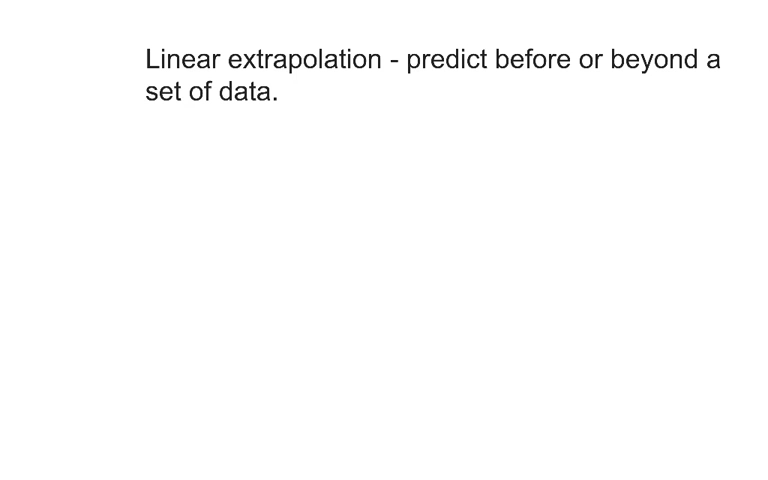 Linear extrapolation - predict before or beyond a
set of data.